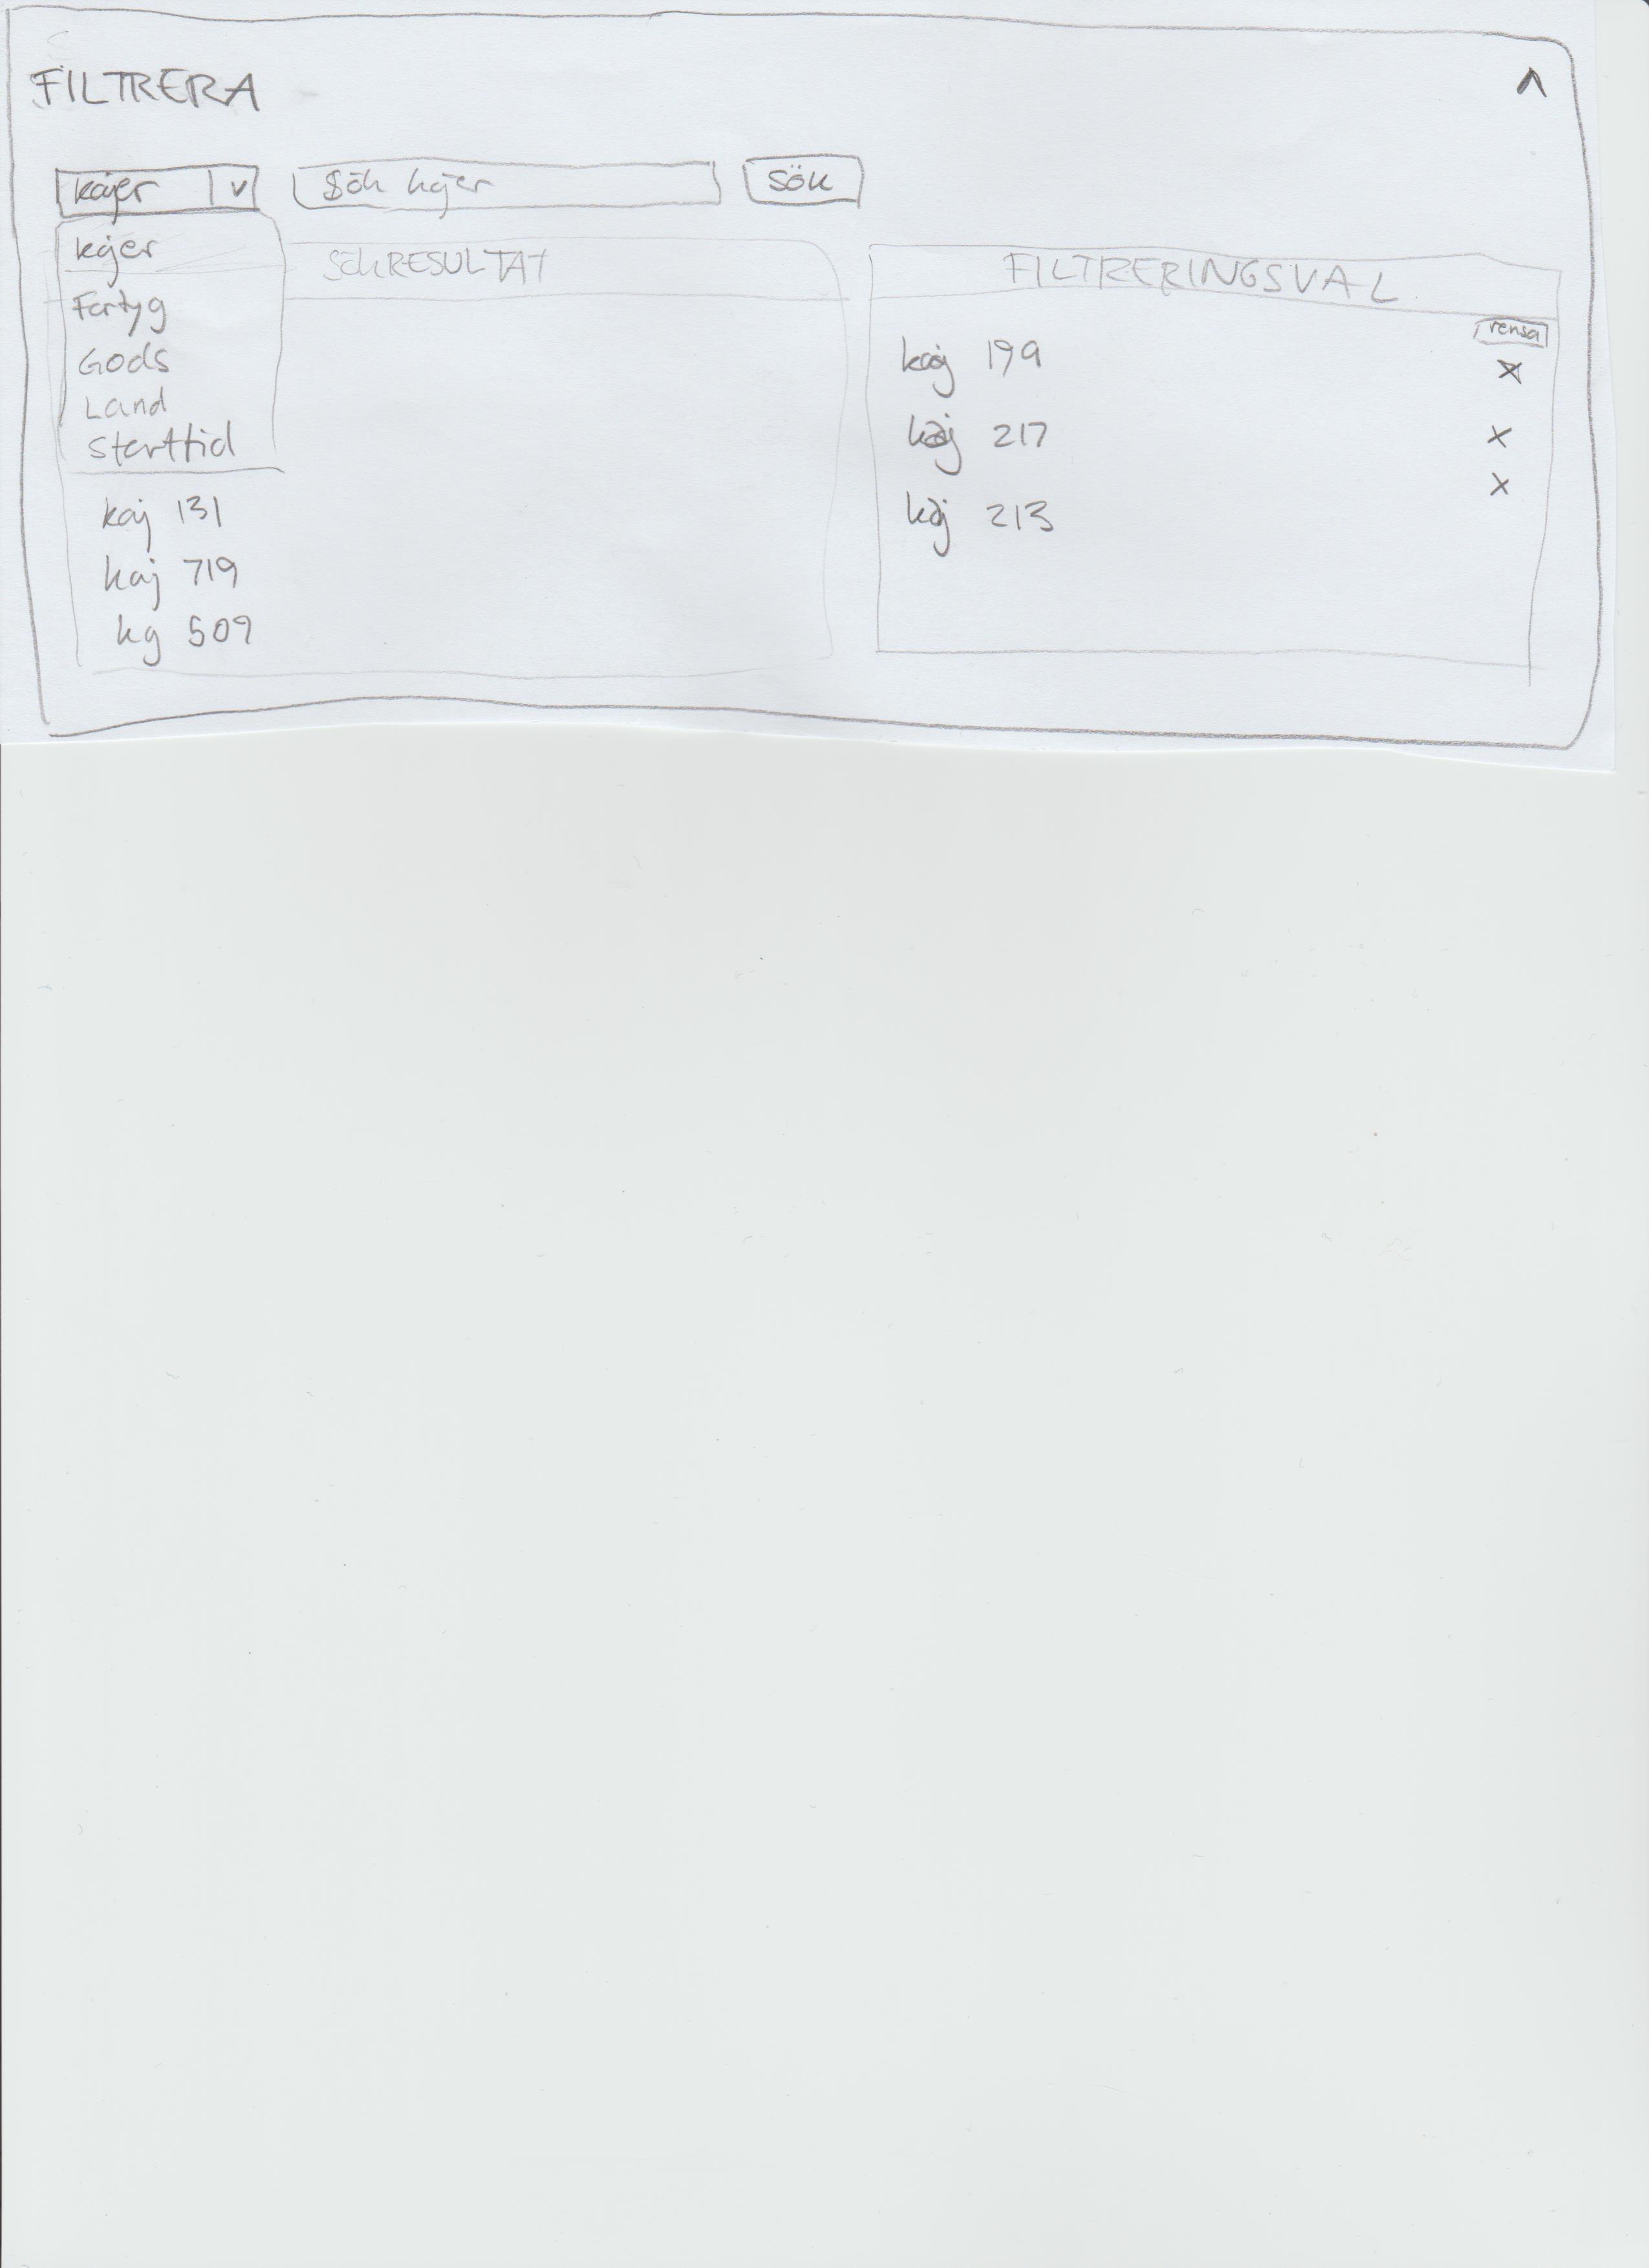 FILTRERA ^
kajer v Sök kajer SÖK
kajer
Fartyg
Gods
Land
Starttid
SÖKRESULTAT
kaj 131
kaj 719
kaj 509
FILTRERINGSVAL
rensa
kaj 199 x
kaj 217 x
kaj 213 x